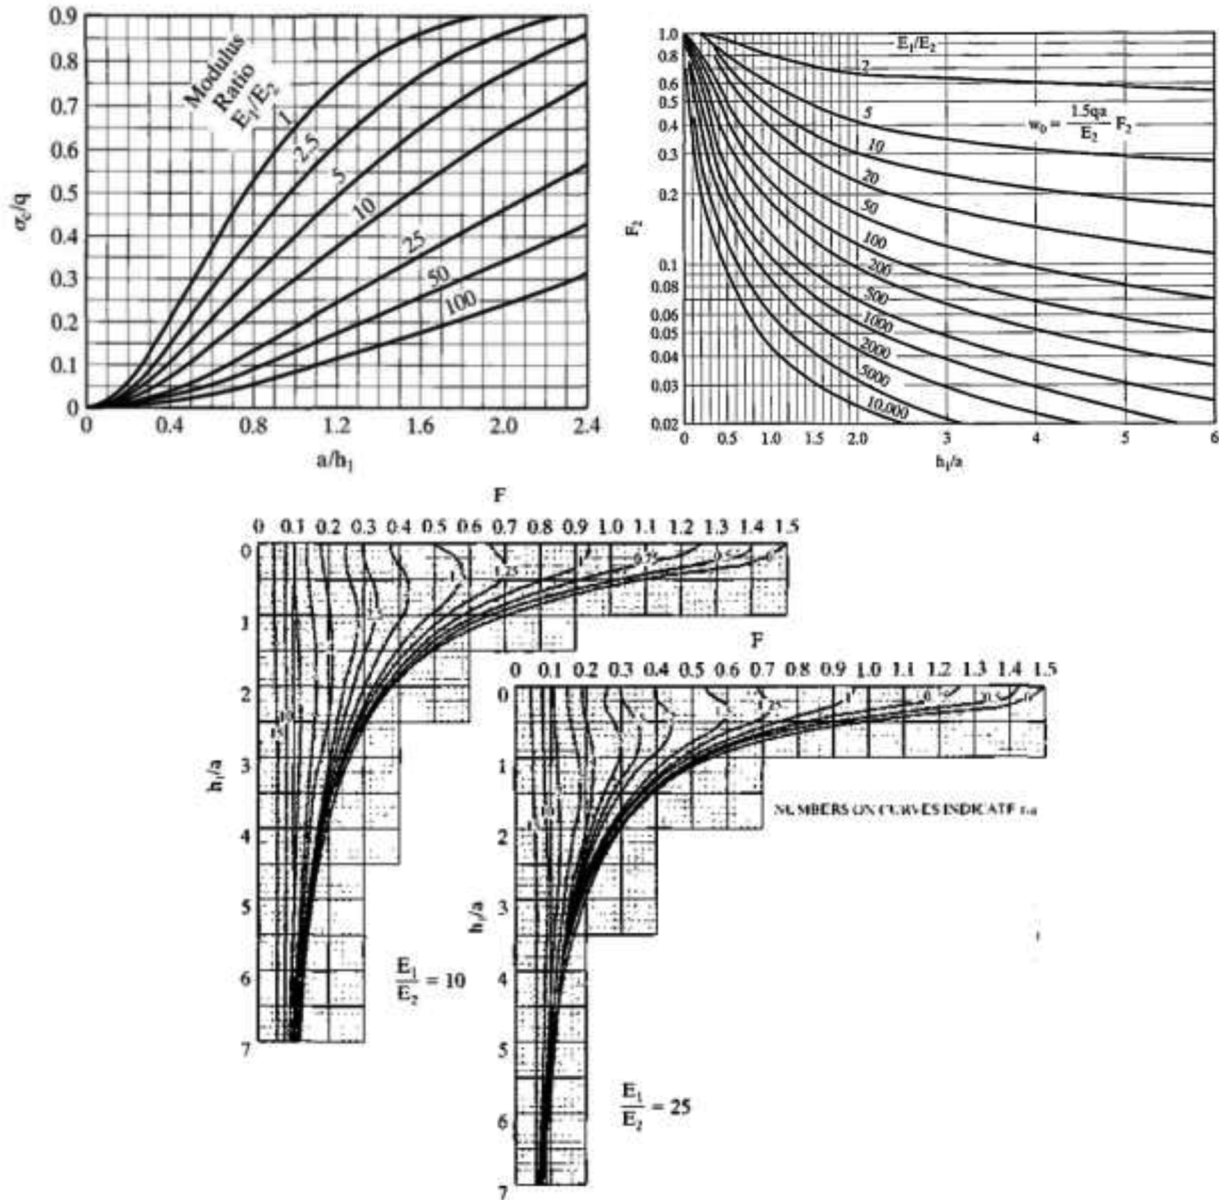 0.9
0.8
0.7
0.6
0.5
0.4
0.3
0.2
0.1
0
σc/q
Modulus
Ratio
E1/E2
1
2.5
5
10
25
50
100
0 0.4 0.8 1.2 1.6 2.0 2.4
a/h1
1.0
0.8
0.6
0.5
0.4
0.3
0.2
0.1
0.08
0.06
0.05
0.04
0.03
0.02
F2
E1/E2
2
5
10
20
50
100
200
500
1000
2000
5000
10,000
w0 = 1.5qa/E2 F2
0 0.5 1.0 1.5 2.0 3 4 5 6
h1/a
F
0 0.1 0.2 0.3 0.4 0.5 0.6 0.7 0.8 0.9 1.0 1.1 1.2 1.3 1.4 1.5
0
1
2
3
4
5
6
7
h1/a
E1/E2 = 10
F
0 0.1 0.2 0.3 0.4 0.5 0.6 0.7 0.8 0.9 1.0 1.1 1.2 1.3 1.4 1.5
0
1
2
3
4
5
6
7
h1/a
NUMBERS ON CURVES INDICATE
E1/E2 = 25